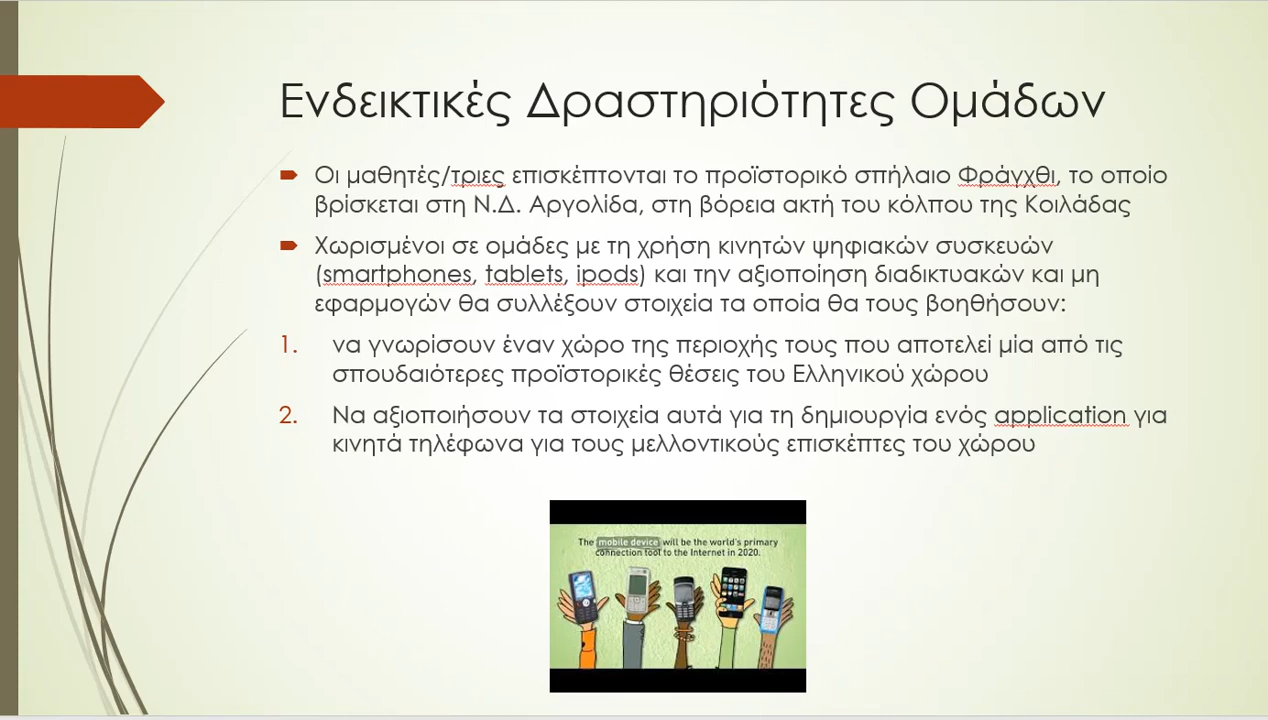 Ενδεικτικές Δραστηριότητες Ομάδων
Οι μαθητές/τριες επισκέπτονται το προϊστορικό σπήλαιο Φράγχθι, το οποίο
βρίσκεται στη Ν.Δ. Αργολίδα, στη βόρεια ακτή του κόλπου της Κοιλάδας
Χωρισμένοι σε ομάδες με τη χρήση κινητών ψηφιακών συσκευών
(smartphones, tablets, ipods) και την αξιοποίηση διαδικτυακών και μη
εφαρμογών θα συλλέξουν στοιχεία τα οποία θα τους βοηθήσουν:
1. να γνωρίσουν έναν χώρο της περιοχής τους που αποτελεί μία από τις
σπουδαιότερες προϊστορικές θέσεις του Ελληνικού χώρου
2. Να αξιοποιήσουν τα στοιχεία αυτά για τη δημιουργία ενός application για
κινητά τηλέφωνα για τους μελλοντικούς επισκέπτες του χώρου
The mobile device will be the world's primary
connection tool to the Internet in 2020.